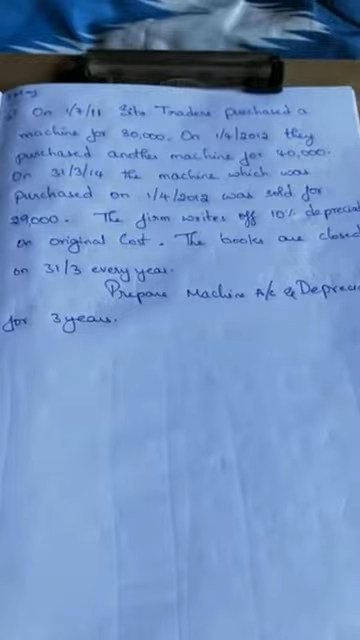 On 1/7/11 Situ Traders purchased a
machine for 80,000. On 1/4/2012 they
purchased another machine for 40,000.
On 31/3/14 the machine which was
purchased on 1/4/2012 was sold for
29,000. The firm writes off 10% depreciat
on original Cost. The books are closed
on 31/3 every year.
Prepare Machine A/c & Deprecia
for 3 years.